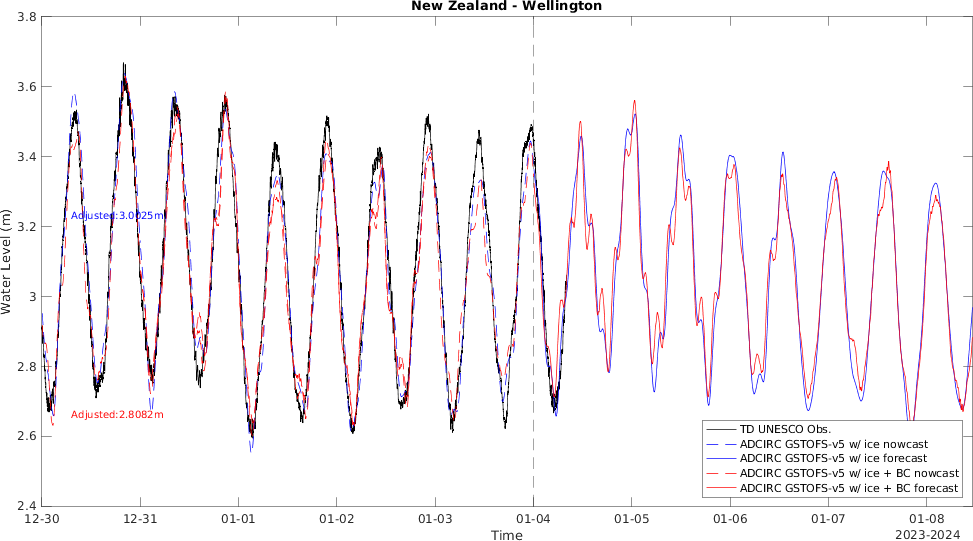 New Zealand - Wellington
3.8
3.6
3.4
3.2
3
2.8
2.6
2.4
Water Level (m)
Adjusted:3.0025m
Adjusted:2.8082m
TD UNESCO Obs.
ADCIRC GSTOFS-v5 w/ ice nowcast
ADCIRC GSTOFS-v5 w/ ice forecast
ADCIRC GSTOFS-v5 w/ ice + BC nowcast
ADCIRC GSTOFS-v5 w/ ice + BC forecast
12-30 12-31 01-01 01-02 01-03 01-04 01-05 01-06 01-07 01-08
Time
2023-2024